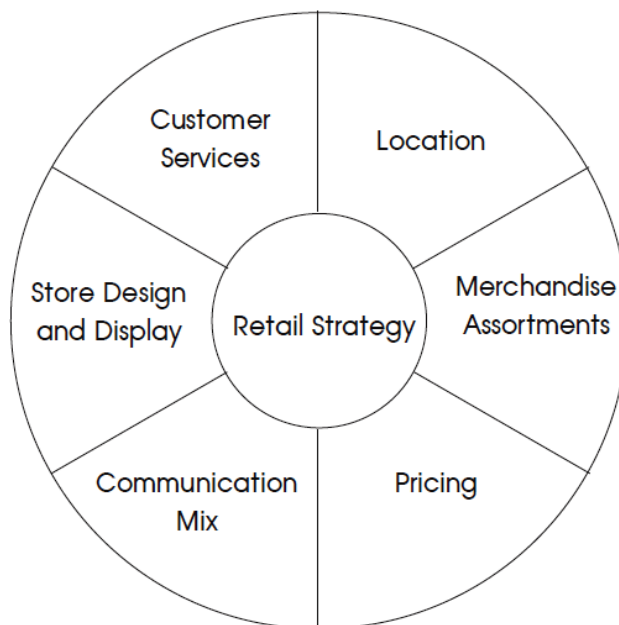 Customer
Services
Location
Store Design
and Display
Retail Strategy
Merchandise
Assortments
Communication
Mix
Pricing